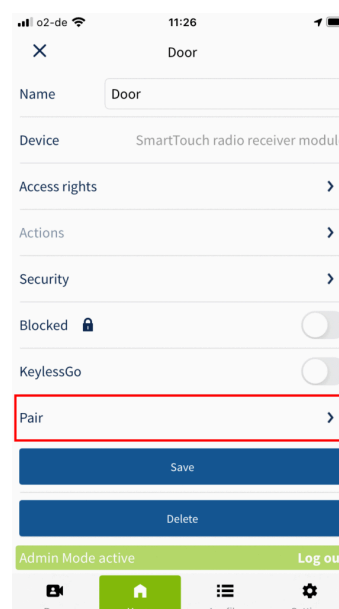 o2-de 11:26
Door
Name Door
Device SmartTouch radio receiver modul
Access rights
Actions
Security
Blocked
KeylessGo
Pair
Save
Delete
Admin Mode active Log ou